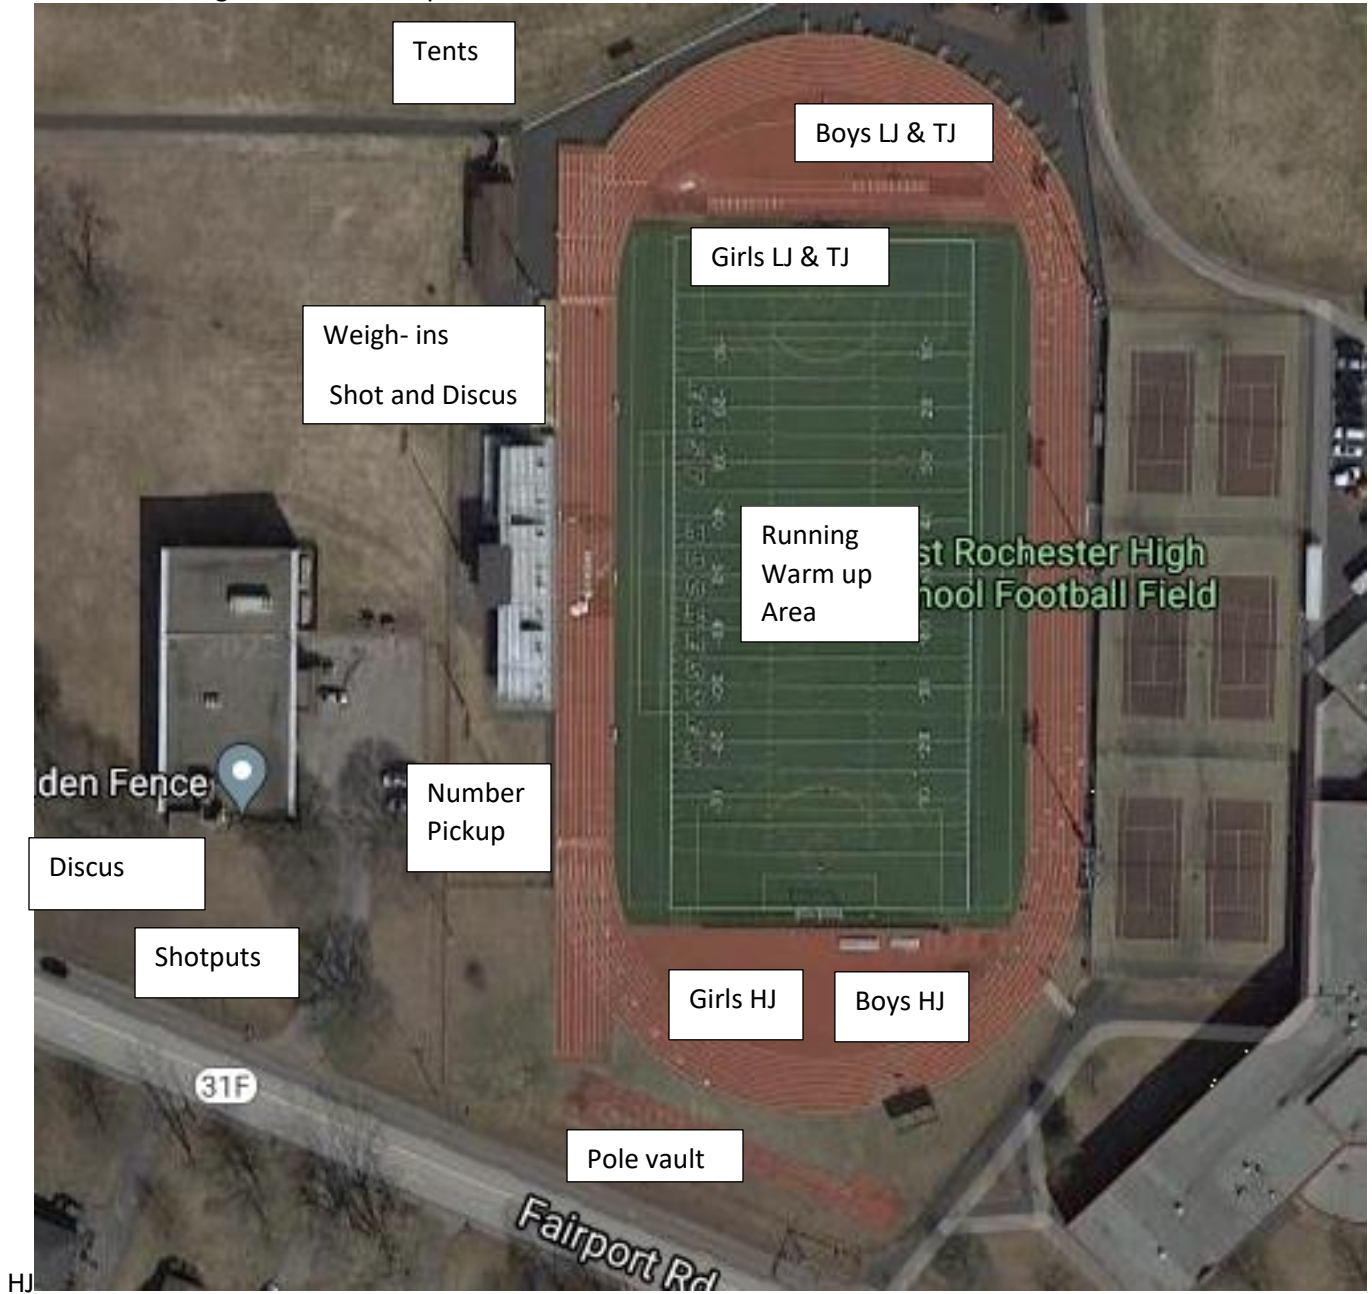 Tents
Boys LJ & TJ
Girls LJ & TJ
Weigh- ins
Shot and Discus
Running
Warm up
Area
st Rochester High
hool Football Field
den Fence
Number
Pickup
Discus
Shotputs
Girls HJ
Boys HJ
31F
Pole vault
Fairport Rd
HJ